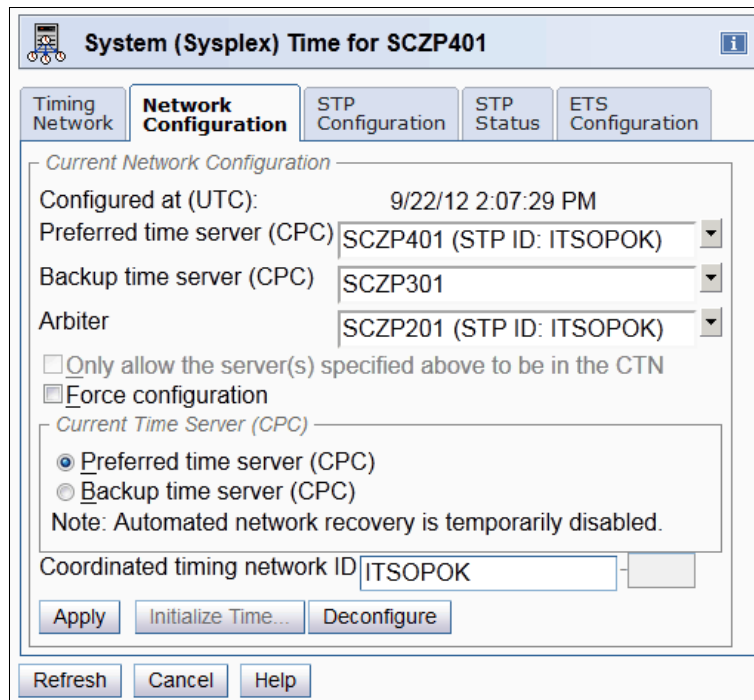 System (Sysplex) Time for SCZP401
i
Timing Network
Network Configuration
STP Configuration
STP Status
ETS Configuration
Current Network Configuration
Configured at (UTC): 9/22/12 2:07:29 PM
Preferred time server (CPC) SCZP401 (STP ID: ITSOPOK)
Backup time server (CPC) SCZP301
Arbiter SCZP201 (STP ID: ITSOPOK)
Only allow the server(s) specified above to be in the CTN
Force configuration
Current Time Server (CPC)
Preferred time server (CPC)
Backup time server (CPC)
Note: Automated network recovery is temporarily disabled.
Coordinated timing network ID ITSOPOK -
Apply Initialize Time... Deconfigure
Refresh Cancel Help